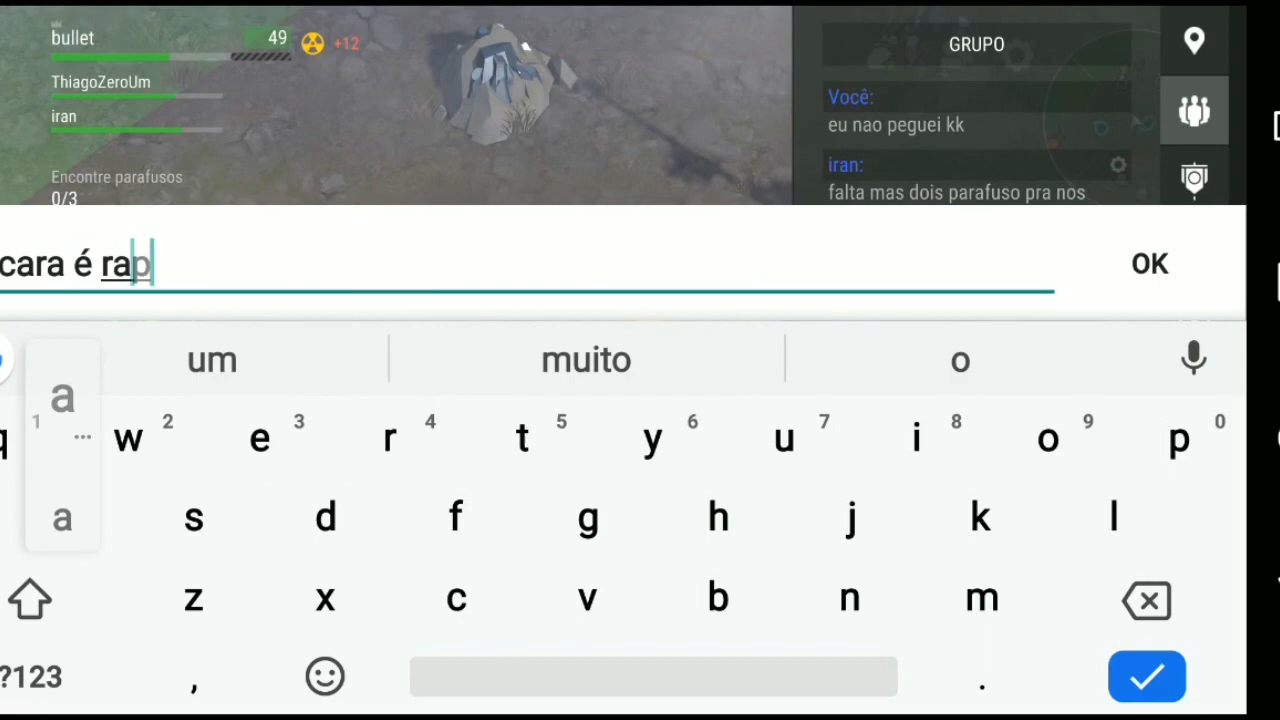 bullet 49 +12
ThiagoZeroUm
iran
Encontre parafusos
0/3
GRUPO
Você:
eu nao peguei kk
iran:
falta mas dois parafuso pra nos
cara é rap
OK
um muito o
a
q 1 w 2 e 3 r 4 t 5 y 6 u 7 i 8 o 9 p 0
a s d f g h j k l
z x c v b n m
?123 , .